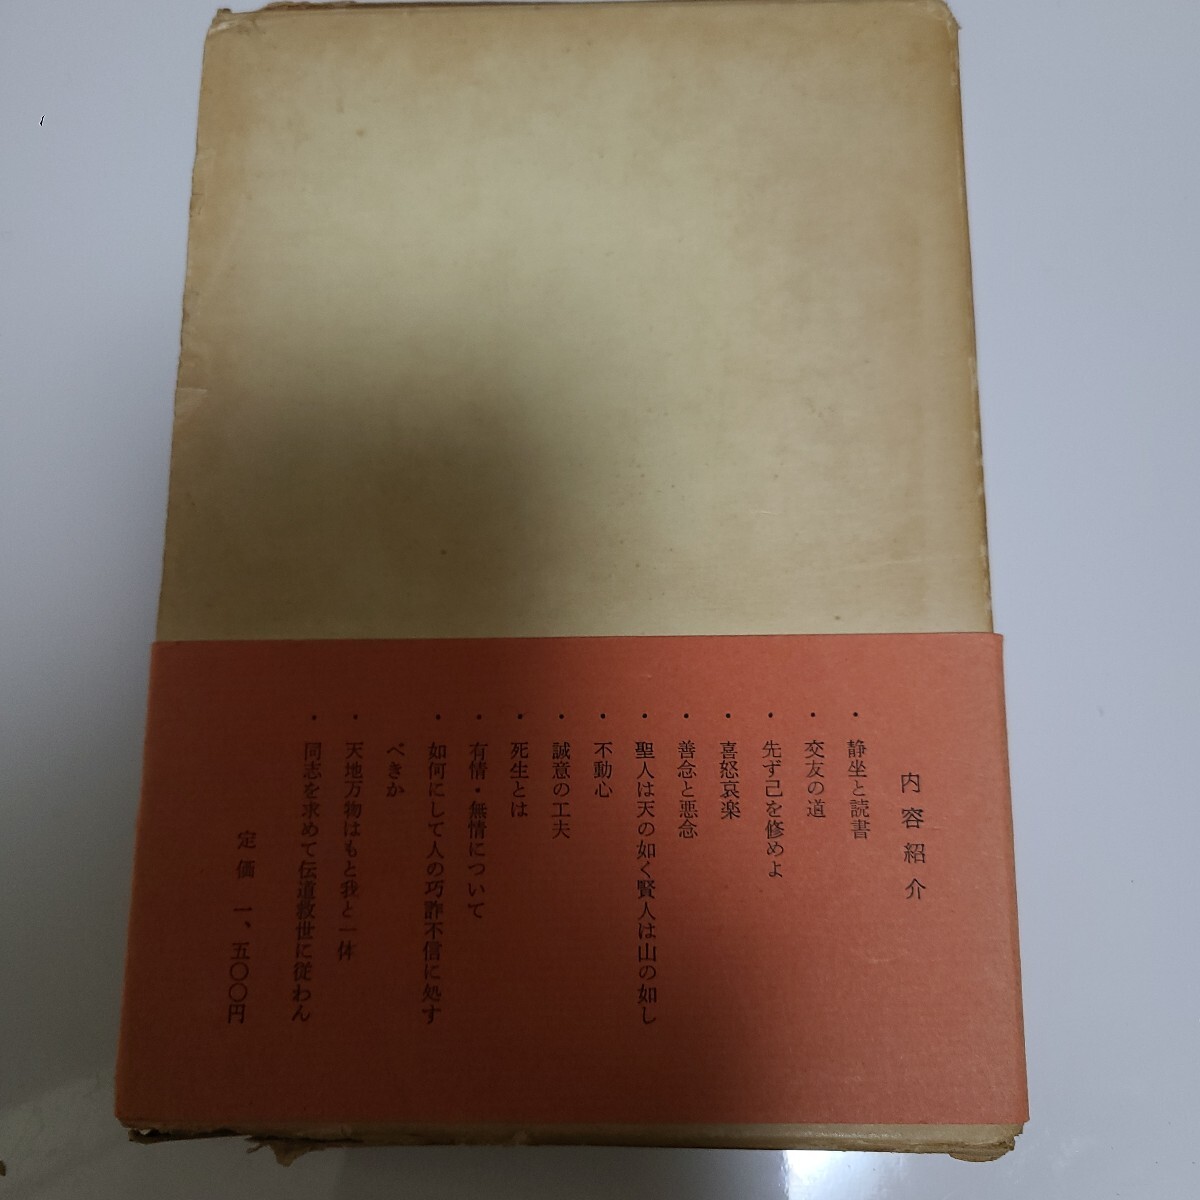 内容紹介
・静坐と読書
・交友の道
・先ず己を修めよ
・喜怒哀楽
・善念と悪念
・聖人は天の如く賢人は山の如し
・不動心
・誠意の工夫
・死生とは
・有情・無情について
・如何にして人の巧詐不信に処す
べきか
・天地万物はもと我と一体
・同志を求めて伝道救世に従わん
定価 一、五〇〇円